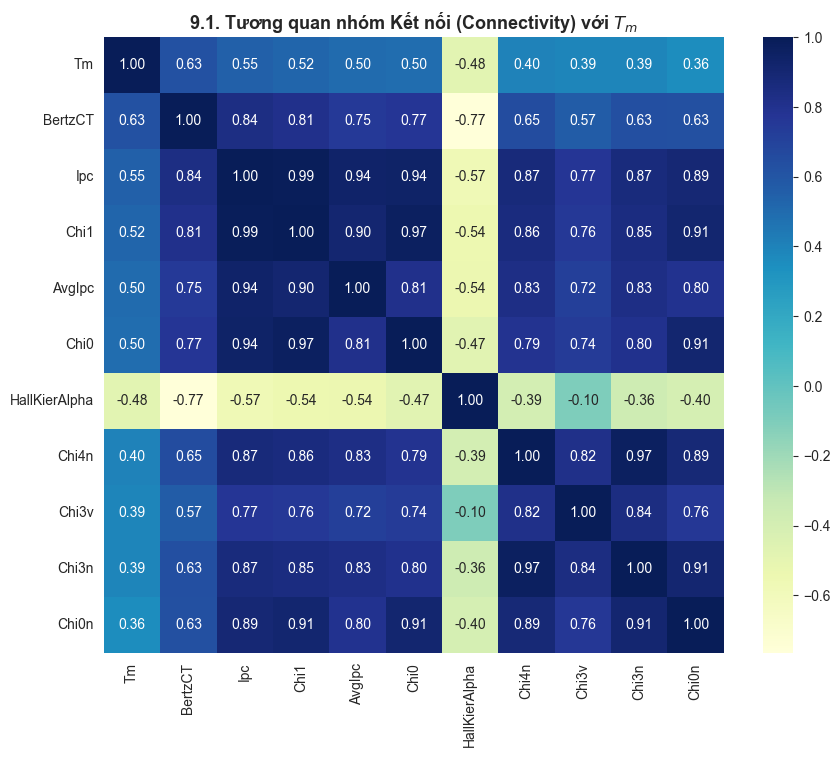 9.1. Tương quan nhóm Kết nối (Connectivity) với Tm
Tm 1.00 0.63 0.55 0.52 0.50 0.50 -0.48 0.40 0.39 0.39 0.36
BertzCT 0.63 1.00 0.84 0.81 0.75 0.77 -0.77 0.65 0.57 0.63 0.63
Ipc 0.55 0.84 1.00 0.99 0.94 0.94 -0.57 0.87 0.77 0.87 0.89
Chi1 0.52 0.81 0.99 1.00 0.90 0.97 -0.54 0.86 0.76 0.85 0.91
AvgIpc 0.50 0.75 0.94 0.90 1.00 0.81 -0.54 0.83 0.72 0.83 0.80
Chi0 0.50 0.77 0.94 0.97 0.81 1.00 -0.47 0.79 0.74 0.80 0.91
HallKierAlpha -0.48 -0.77 -0.57 -0.54 -0.54 -0.47 1.00 -0.39 -0.10 -0.36 -0.40
Chi4n 0.40 0.65 0.87 0.86 0.83 0.79 -0.39 1.00 0.82 0.97 0.89
Chi3v 0.39 0.57 0.77 0.76 0.72 0.74 -0.10 0.82 1.00 0.84 0.76
Chi3n 0.39 0.63 0.87 0.85 0.83 0.80 -0.36 0.97 0.84 1.00 0.91
Chi0n 0.36 0.63 0.89 0.91 0.80 0.91 -0.40 0.89 0.76 0.91 1.00
Tm BertzCT Ipc Chi1 AvgIpc Chi0 HallKierAlpha Chi4n Chi3v Chi3n Chi0n
1.0
0.8
0.6
0.4
0.2
0.0
−0.2
−0.4
−0.6